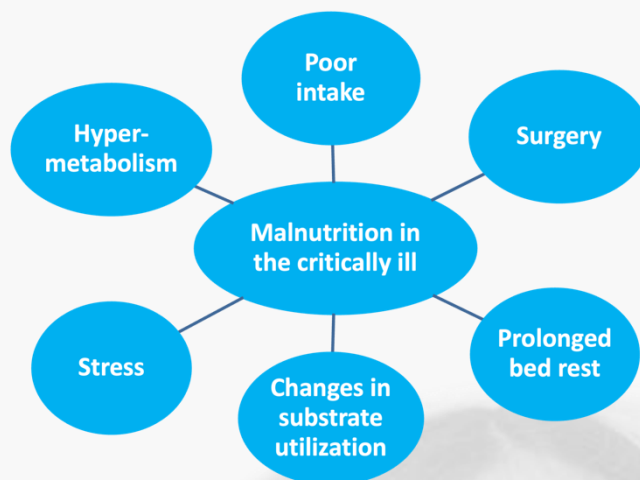 Poor
intake
Hyper-
metabolism
Surgery
Malnutrition in
the critically ill
Stress
Prolonged
bed rest
Changes in
substrate
utilization